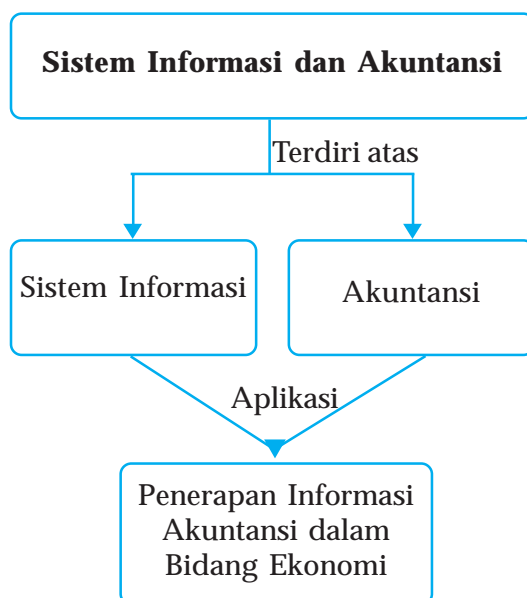 Sistem Informasi dan Akuntansi
Terdiri atas
Sistem Informasi
Akuntansi
Aplikasi
Penerapan Informasi
Akuntansi dalam
Bidang Ekonomi